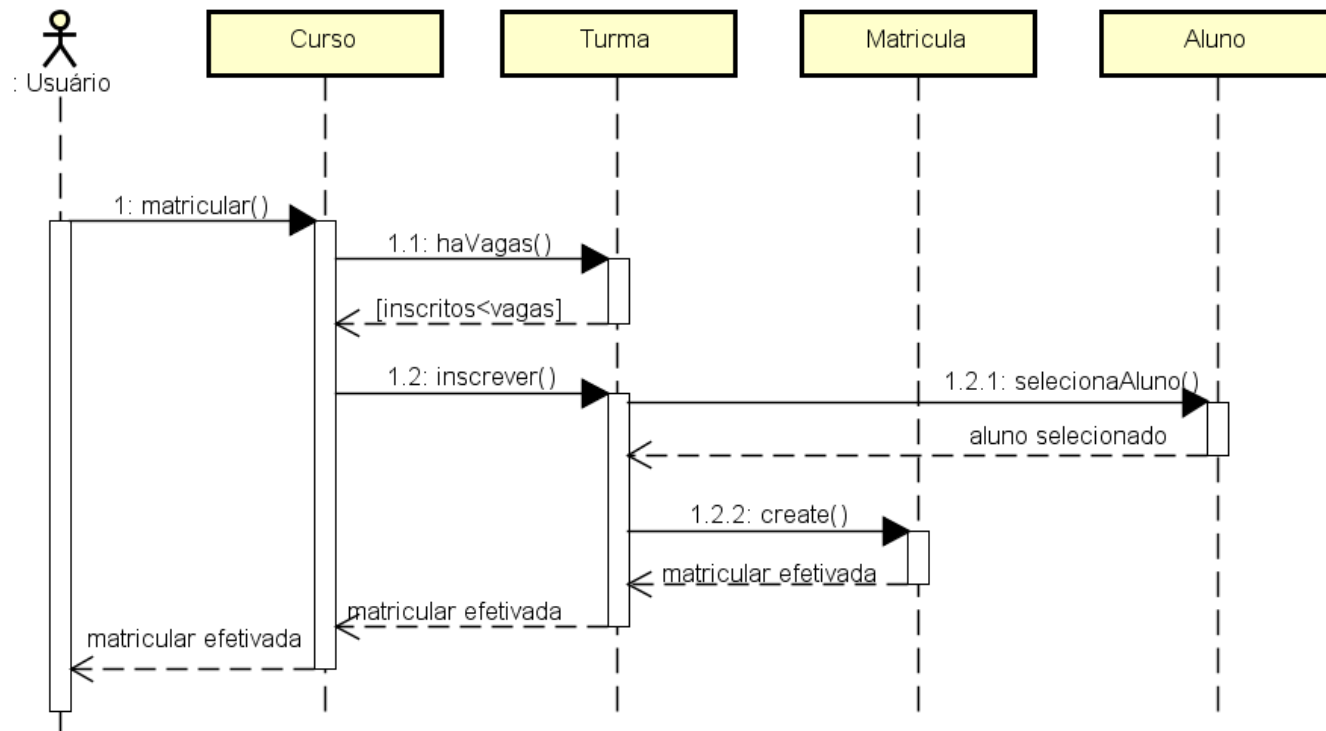 Curso
Turma
Matricula
Aluno
: Usuário
1: matricular()
1.1: haVagas()
[inscritos<vagas]
1.2: inscrever()
1.2.1: selecionaAluno()
aluno selecionado
1.2.2: create()
matricular efetivada
matricular efetivada
matricular efetivada